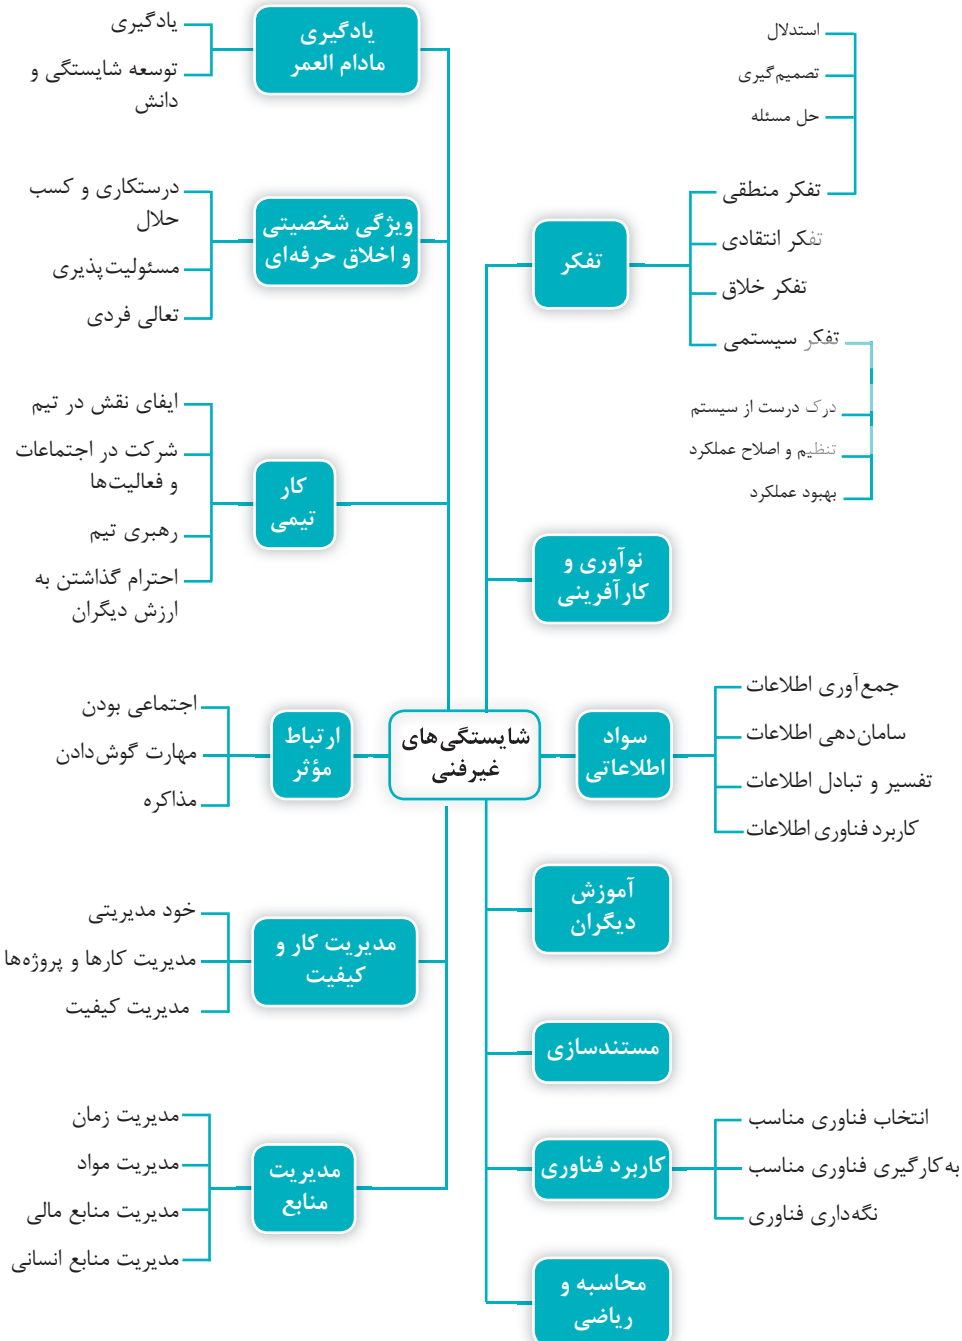 شایستگی‌های
غیرفنی
تفکر
تفکر منطقی
استدلال
تصمیم‌گیری
حل مسئله
تفکر انتقادی
تفکر خلاق
تفکر سیستمی
درک درست از سیستم
تنظیم و اصلاح عملکرد
بهبود عملکرد
نوآوری و
کارآفرینی
سواد
اطلاعاتی
جمع‌آوری اطلاعات
سامان‌دهی اطلاعات
تفسیر و تبادل اطلاعات
کاربرد فناوری اطلاعات
آموزش
دیگران
مستندسازی
کاربرد فناوری
انتخاب فناوری مناسب
به‌کارگیری فناوری مناسب
نگه‌داری فناوری
محاسبه و
ریاضی
یادگیری
مادام العمر
یادگیری
توسعه شایستگی و
دانش
ویژگی شخصیتی
و اخلاق حرفه‌ای
درستکاری و کسب
حلال
مسئولیت‌پذیری
تعالی فردی
کار
تیمی
ایفای نقش در تیم
شرکت در اجتماعات
و فعالیت‌ها
رهبری تیم
احترام گذاشتن به
ارزش دیگران
ارتباط
مؤثر
اجتماعی بودن
مهارت گوش‌دادن
مذاکره
مدیریت کار و
کیفیت
خود مدیریتی
مدیریت کارها و پروژه‌ها
مدیریت کیفیت
مدیریت
منابع
مدیریت زمان
مدیریت مواد
مدیریت منابع مالی
مدیریت منابع انسانی